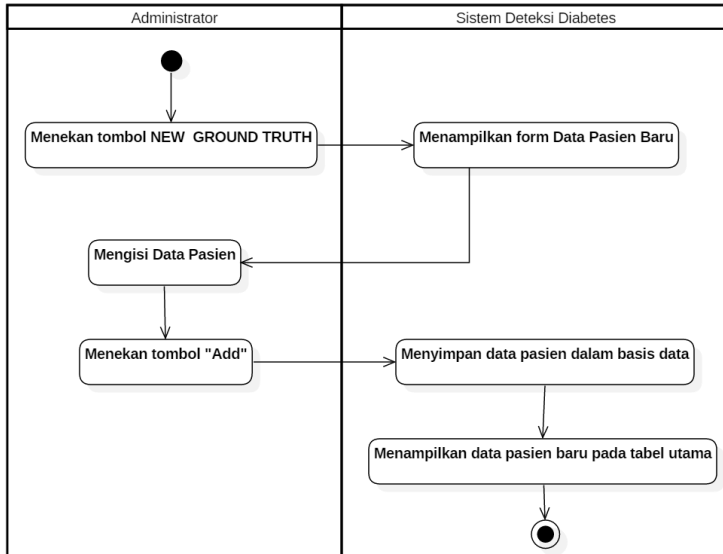 Administrator
Sistem Deteksi Diabetes
Menekan tombol NEW GROUND TRUTH
Menampilkan form Data Pasien Baru
Mengisi Data Pasien
Menekan tombol "Add"
Menyimpan data pasien dalam basis data
Menampilkan data pasien baru pada tabel utama